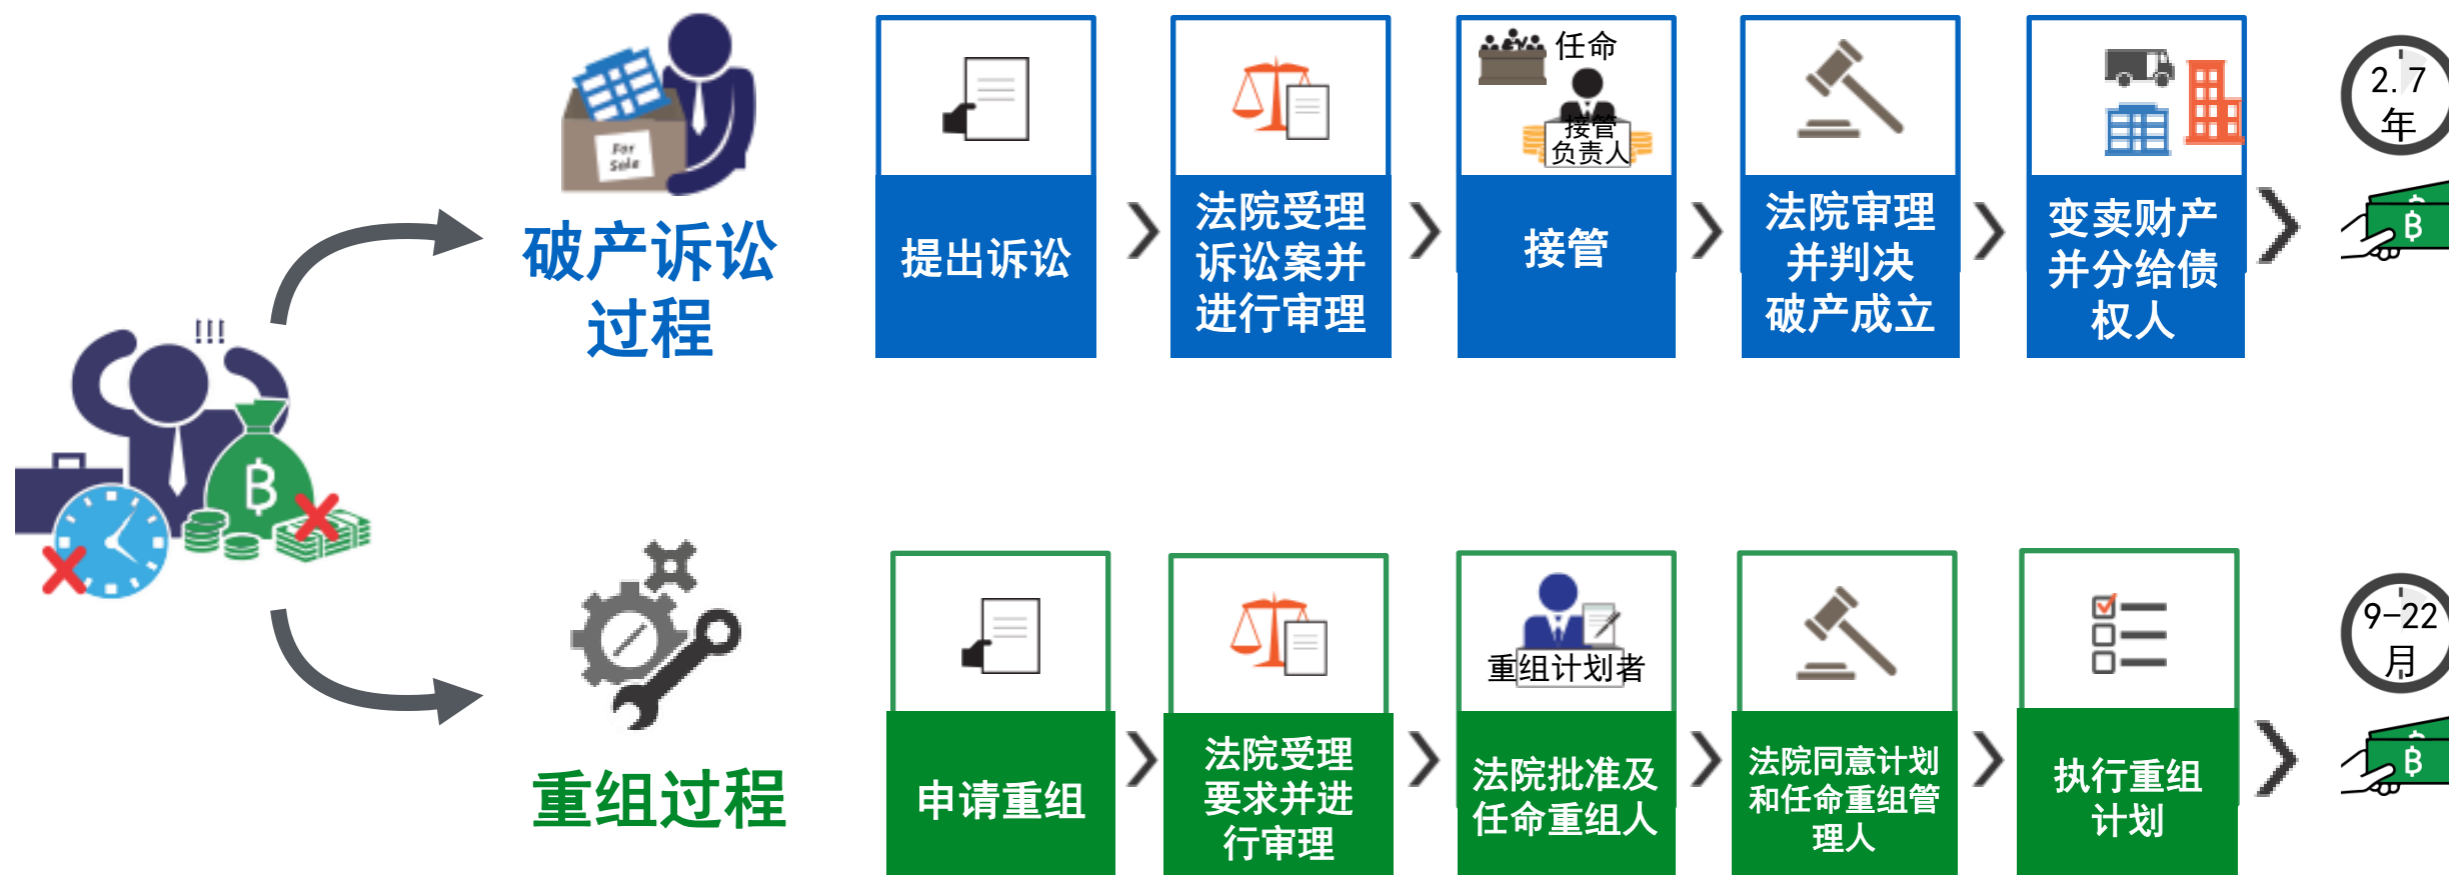 For
Sale
破产诉讼
过程
提出诉讼
法院受理
诉讼案并
进行审理
任命
接管
负责人
接管
法院审理
并判决
破产成立
变卖财产
并分给债
权人
2.7
年
฿
!!!
฿
重组过程
申请重组
法院受理
要求并进
行审理
重组计划者
法院批准及
任命重组人
法院同意计划
和任命重组管
理人
执行重组
计划
9-22
月
฿